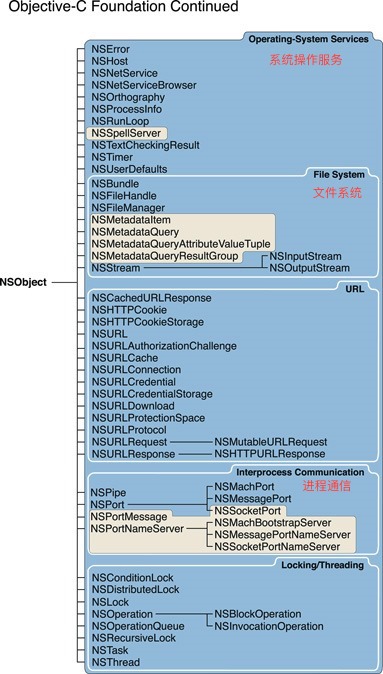 Objective-C Foundation Continued
Operating-System Services
系统操作服务
NSError
NSHost
NSNetService
NSNetServiceBrowser
NSOrthography
NSProcessInfo
NSRunLoop
NSSpellServer
NSTextCheckingResult
NSTimer
NSUserDefaults
File System
文件系统
NSBundle
NSFileHandle
NSFileManager
NSMetadataItem
NSMetadataQuery
NSMetadataQueryAttributeValueTuple
NSMetadataQueryResultGroup
NSInputStream
NSStream
NSOutputStream
NSObject
URL
NSCachedURLResponse
NSHTTPCookie
NSHTTPCookieStorage
NSURL
NSURLAuthorizationChallenge
NSURLCache
NSURLConnection
NSURLCredential
NSURLCredentialStorage
NSURLDownload
NSURLProtectionSpace
NSURLProtocol
NSURLRequest
NSMutableURLRequest
NSURLResponse
NSHTTPURLResponse
Interprocess Communication
进程通信
NSPipe
NSMachPort
NSPort
NSMessagePort
NSPortMessage
NSSocketPort
NSPortNameServer
NSMachBootstrapServer
NSMessagePortNameServer
NSSocketPortNameServer
Locking/Threading
NSConditionLock
NSDistributedLock
NSLock
NSOperation
NSBlockOperation
NSOperationQueue
NSInvocationOperation
NSRecursiveLock
NSTask
NSThread